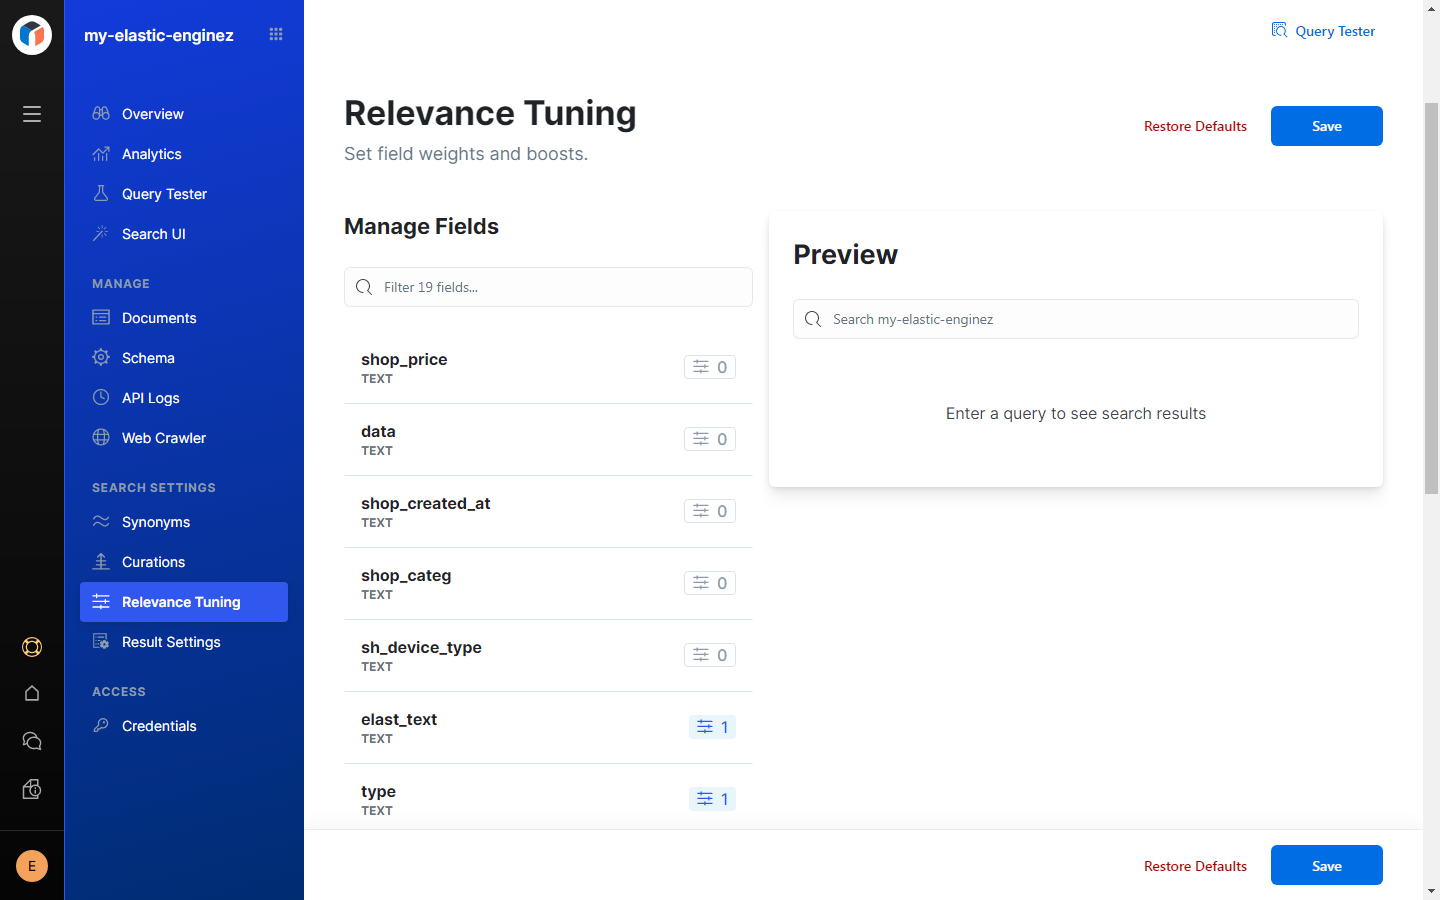 my-elastic-enginez
Overview
Analytics
Query Tester
Search UI
MANAGE
Documents
Schema
API Logs
Web Crawler
SEARCH SETTINGS
Synonyms
Curations
Relevance Tuning
Result Settings
ACCESS
Credentials
E
Query Tester
Relevance Tuning
Set field weights and boosts.
Restore Defaults
Save
Manage Fields
Filter 19 fields...
shop_price
TEXT
0
data
TEXT
0
shop_created_at
TEXT
0
shop_categ
TEXT
0
sh_device_type
TEXT
0
elast_text
TEXT
1
type
TEXT
1
Preview
Search my-elastic-enginez
Enter a query to see search results
Restore Defaults
Save